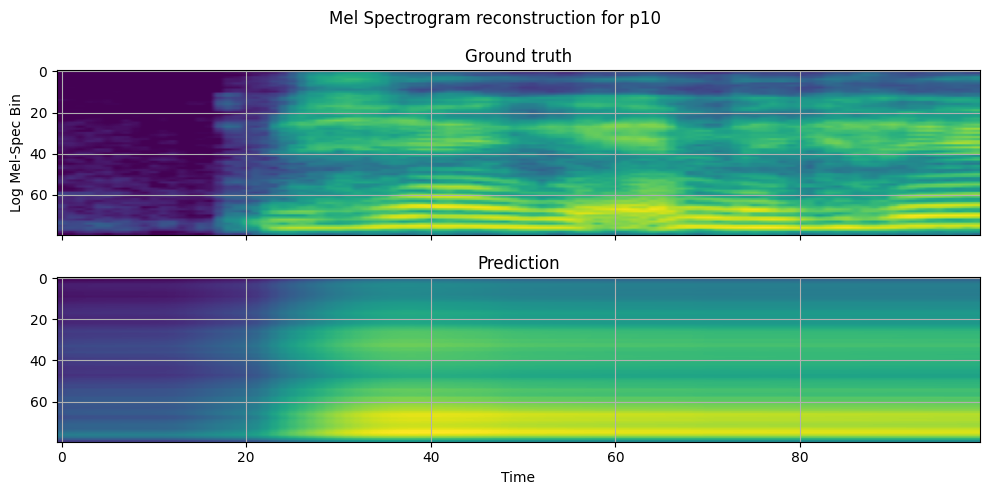 Mel Spectrogram reconstruction for p10
Ground truth
0
20
40
60
Log Mel-Spec Bin
Prediction
0
20
40
60
0 20 40 60 80
Time